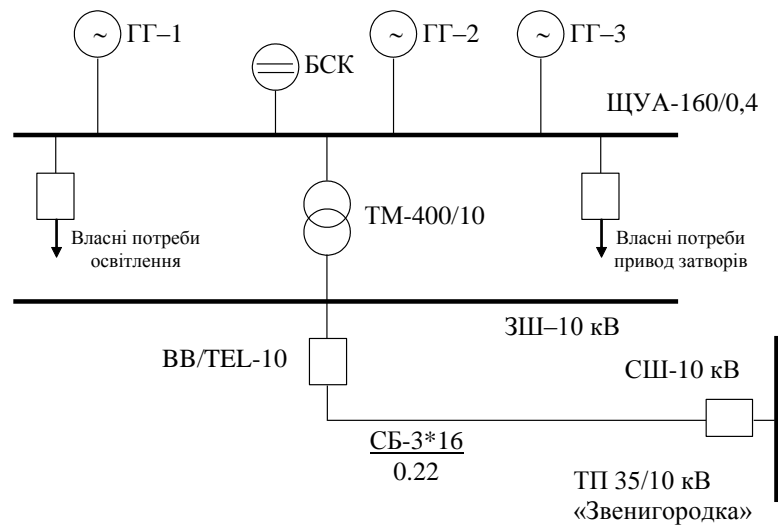 ~ ГГ–1
БСК
~ ГГ–2
~ ГГ–3
ЩУА-160/0,4
Власні потреби
освітлення
ТМ-400/10
Власні потреби
привод затворів
ЗШ–10 кВ
ВВ/TEL-10
СШ-10 кВ
СБ-3*16
0.22
ТП 35/10 кВ
«Звенигородка»